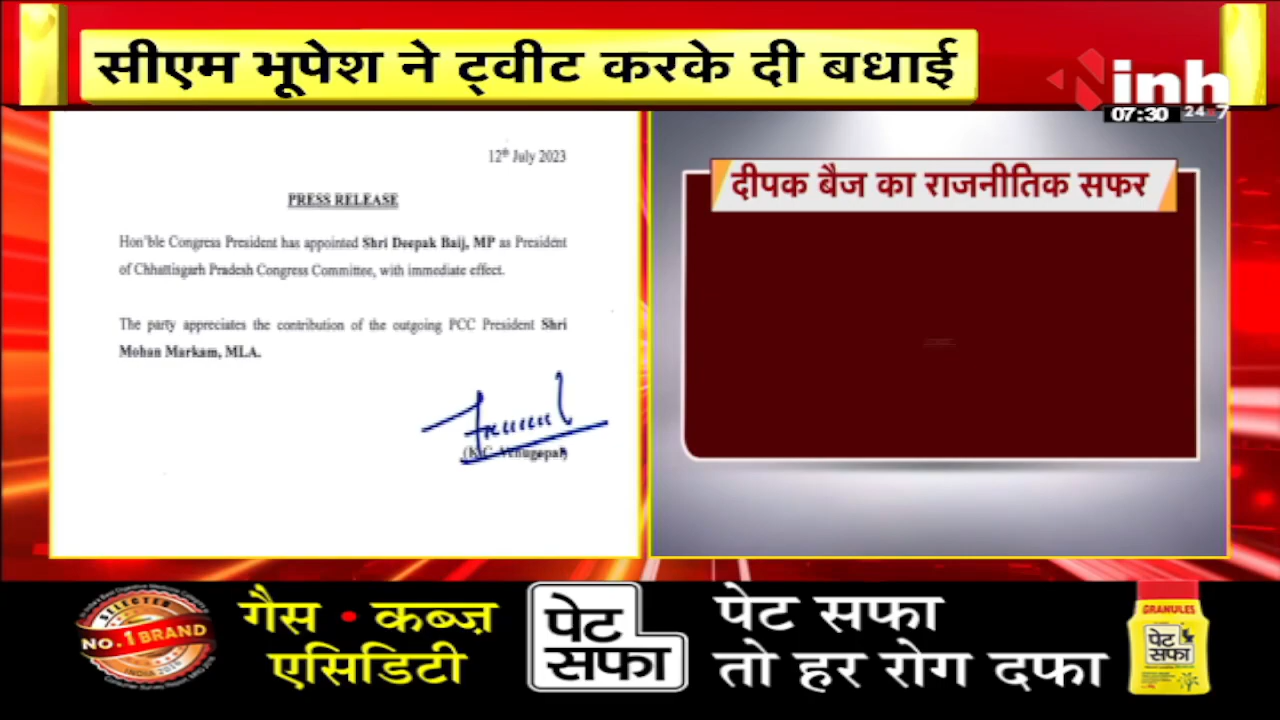 सीएम भूपेश ने ट्वीट करके दी बधाई
inh
07:30 24x7
12th July 2023
PRESS RELEASE
Hon'ble Congress President has appointed Shri Deepak Baij, MP as President
of Chhattisgarh Pradesh Congress Committee, with immediate effect.
The party appreciates the contribution of the outgoing PCC President Shri
Mohan Markam, MLA.
(K C Venugopal)
दीपक बैज का राजनीतिक सफर
SELECTED
NO.1 BRAND
INDIA 2016
गैस • कब्ज़
एसिडिटी
पेट
सफा
पेट सफा
तो हर रोग दफा
GRANULES
पेट
सफा